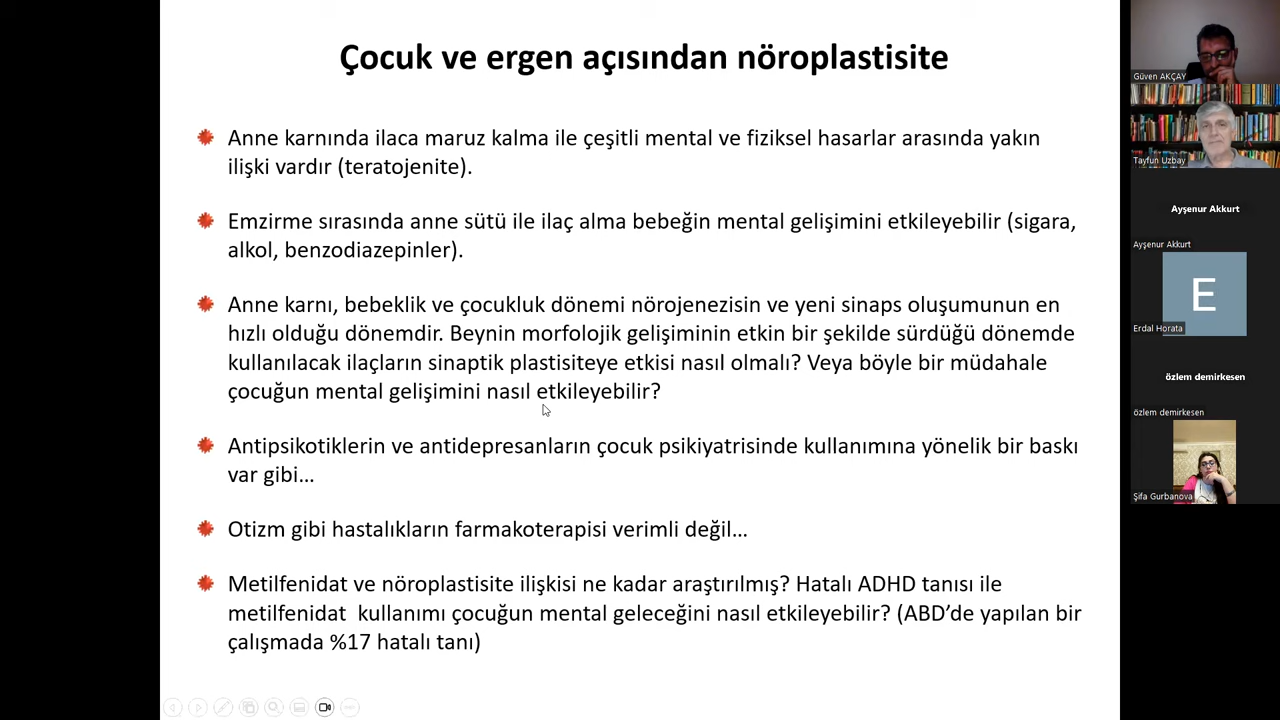 Çocuk ve ergen açısından nöroplastisite
Anne karnında ilaca maruz kalma ile çeşitli mental ve fiziksel hasarlar arasında yakın
ilişki vardır (teratojenite).
Emzirme sırasında anne sütü ile ilaç alma bebeğin mental gelişimini etkileyebilir (sigara,
alkol, benzodiazepinler).
Anne karnı, bebeklik ve çocukluk dönemi nörojenezisin ve yeni sinaps oluşumunun en
hızlı olduğu dönemdir. Beynin morfolojik gelişiminin etkin bir şekilde sürdüğü dönemde
kullanılacak ilaçların sinaptik plastisiteye etkisi nasıl olmalı? Veya böyle bir müdahale
çocuğun mental gelişimini nasıl etkileyebilir?
Antipsikotiklerin ve antidepresanların çocuk psikiyatrisinde kullanımına yönelik bir baskı
var gibi…
Otizm gibi hastalıkların farmakoterapisi verimli değil…
Metilfenidat ve nöroplastisite ilişkisi ne kadar araştırılmış? Hatalı ADHD tanısı ile
metilfenidat kullanımı çocuğun mental geleceğini nasıl etkileyebilir? (ABD’de yapılan bir
çalışmada %17 hatalı tanı)
Güven AKÇAY
Tayfun Uzbay
Ayşenur Akkurt
Ayşenur Akkurt
E
Erdal Horata
özlem demirkesen
özlem demirkesen
Şifa Gurbanova